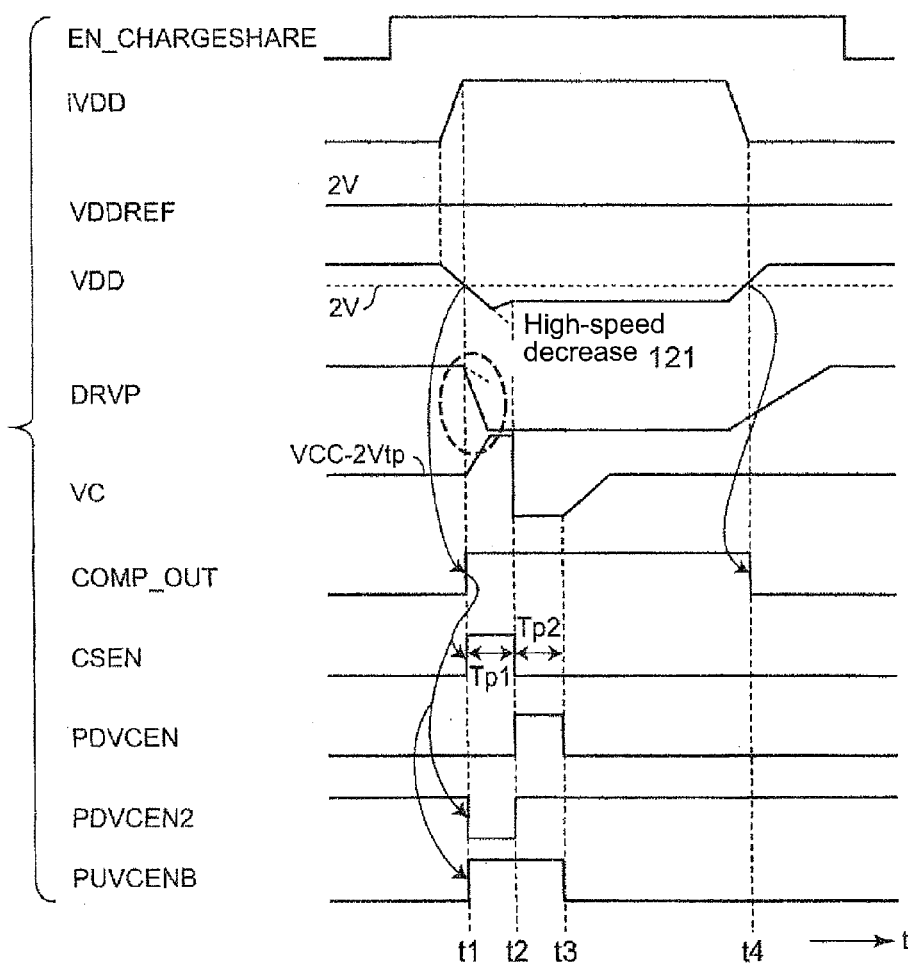 EN_CHARGESHARE
iVDD
2V
VDDREF
VDD
2V
High-speed
decrease 121
DRVP
VCC-2Vtp
VC
COMP_OUT
Tp2
CSEN
Tp1
PDVCEN
PDVCEN2
PUVCENB
t1 t2 t3 t4 t